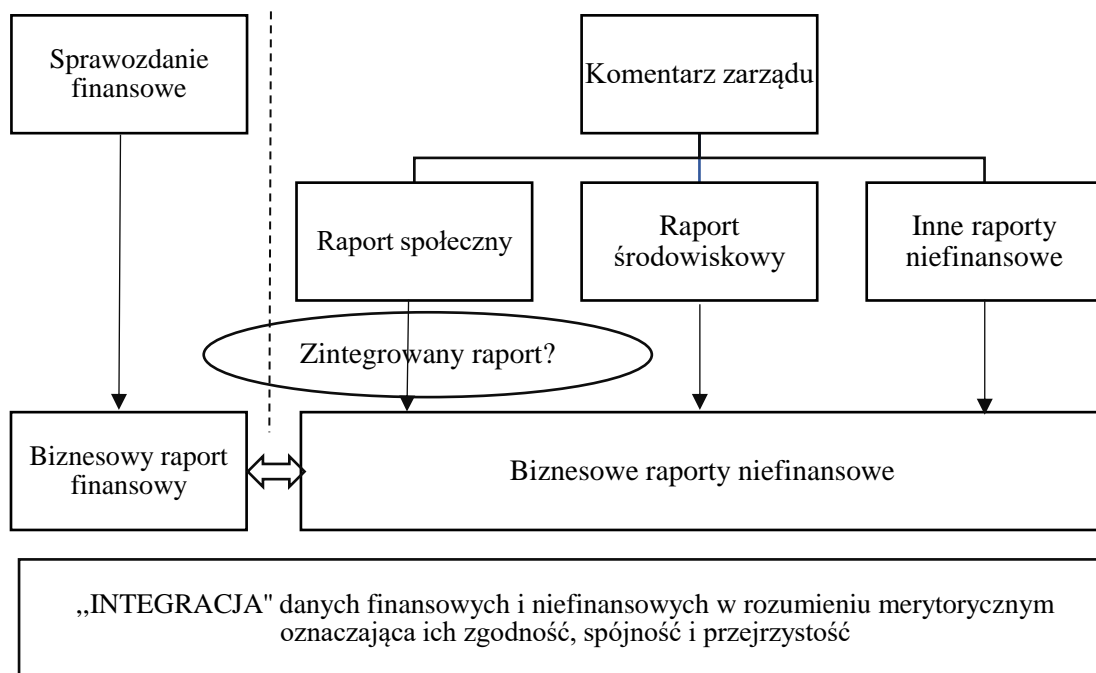 Sprawozdanie
finansowe
Komentarz zarządu
Raport społeczny
Raport
środowiskowy
Inne raporty
niefinansowe
Zintegrowany raport?
Biznesowy raport
finansowy
Biznesowe raporty niefinansowe
,,INTEGRACJA" danych finansowych i niefinansowych w rozumieniu merytorycznym
oznaczająca ich zgodność, spójność i przejrzystość